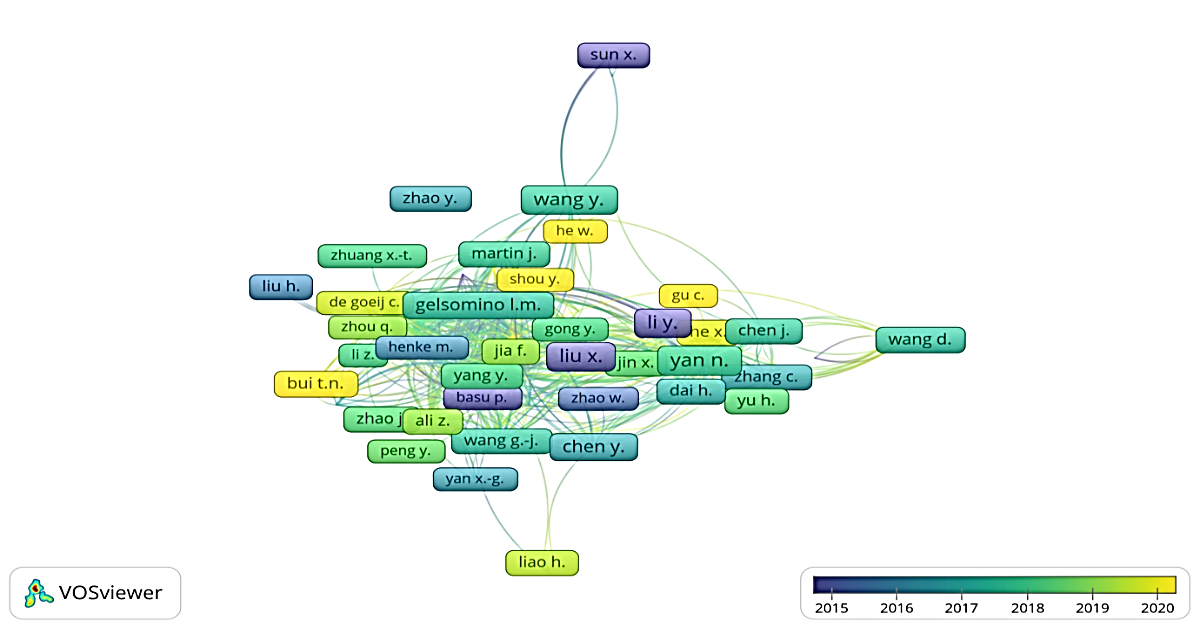 sun x.
zhao y.
wang y.
he w.
martin j.
zhuang x.-t.
shou y.
liu h.
gu c.
de goeij c.
gelsomino l.m.
li y.
zhou q.
gong y.
he x.
chen j.
wang d.
henke m.
li z.
jia f.
liu x.
jin x.
yan n.
yang y.
zhang c.
bui t.n.
dai h.
basu p.
zhao w.
yu h.
zhao j
ali z.
wang g.-j.
chen y.
peng y.
yan x.-g.
liao h.
VOSviewer
2015 2016 2017 2018 2019 2020